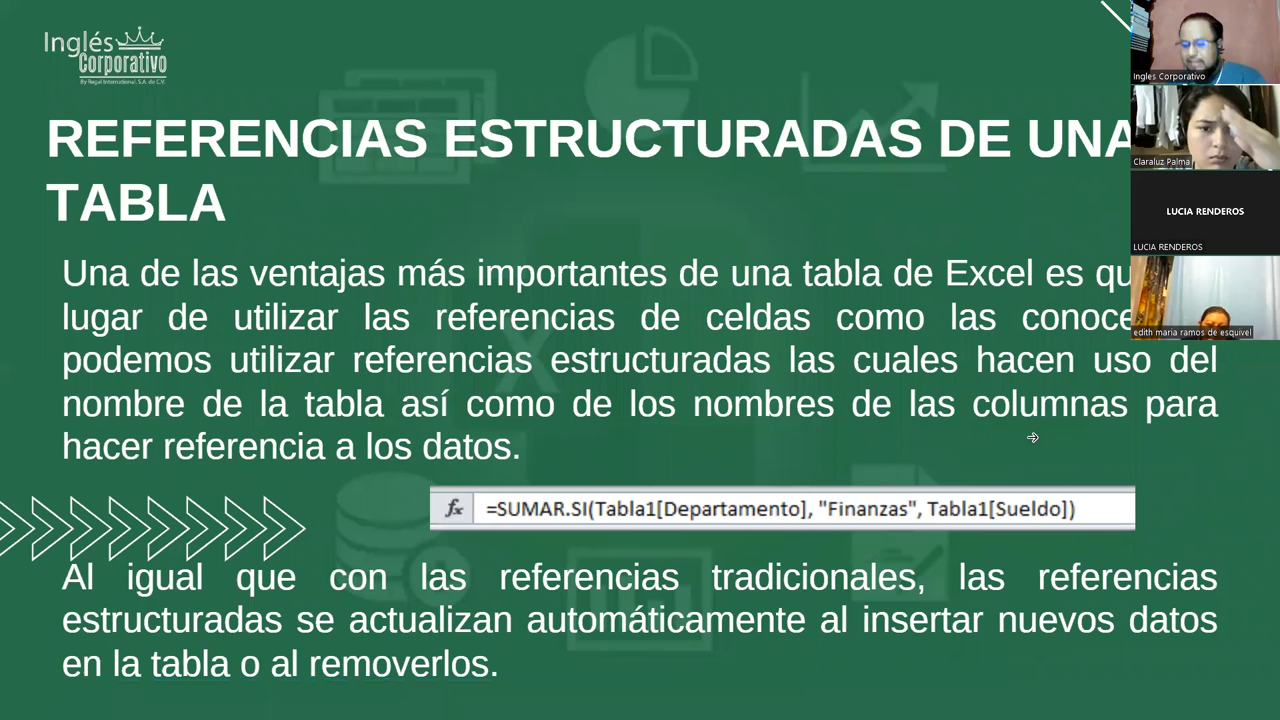 Inglés
Corporativo
By Regal International, S.A. de C.V.
REFERENCIAS ESTRUCTURADAS DE UNA
TABLA
Una de las ventajas más importantes de una tabla de Excel es
lugar de utilizar las referencias de celdas como las
podemos utilizar referencias estructuradas las cuales hacen uso del
nombre de la tabla así como de los nombres de las columnas para
hacer referencia a los datos.
fx =SUMAR.SI(Tabla1[Departamento], "Finanzas", Tabla1[Sueldo])
Al igual que con las referencias tradicionales, las referencias
estructuradas se actualizan automáticamente al insertar nuevos datos
en la tabla o al removerlos.
Ingles Corporativo
Claraluz Palma
LUCIA RENDEROS
LUCIA RENDEROS
edith maria ramos de esquivel